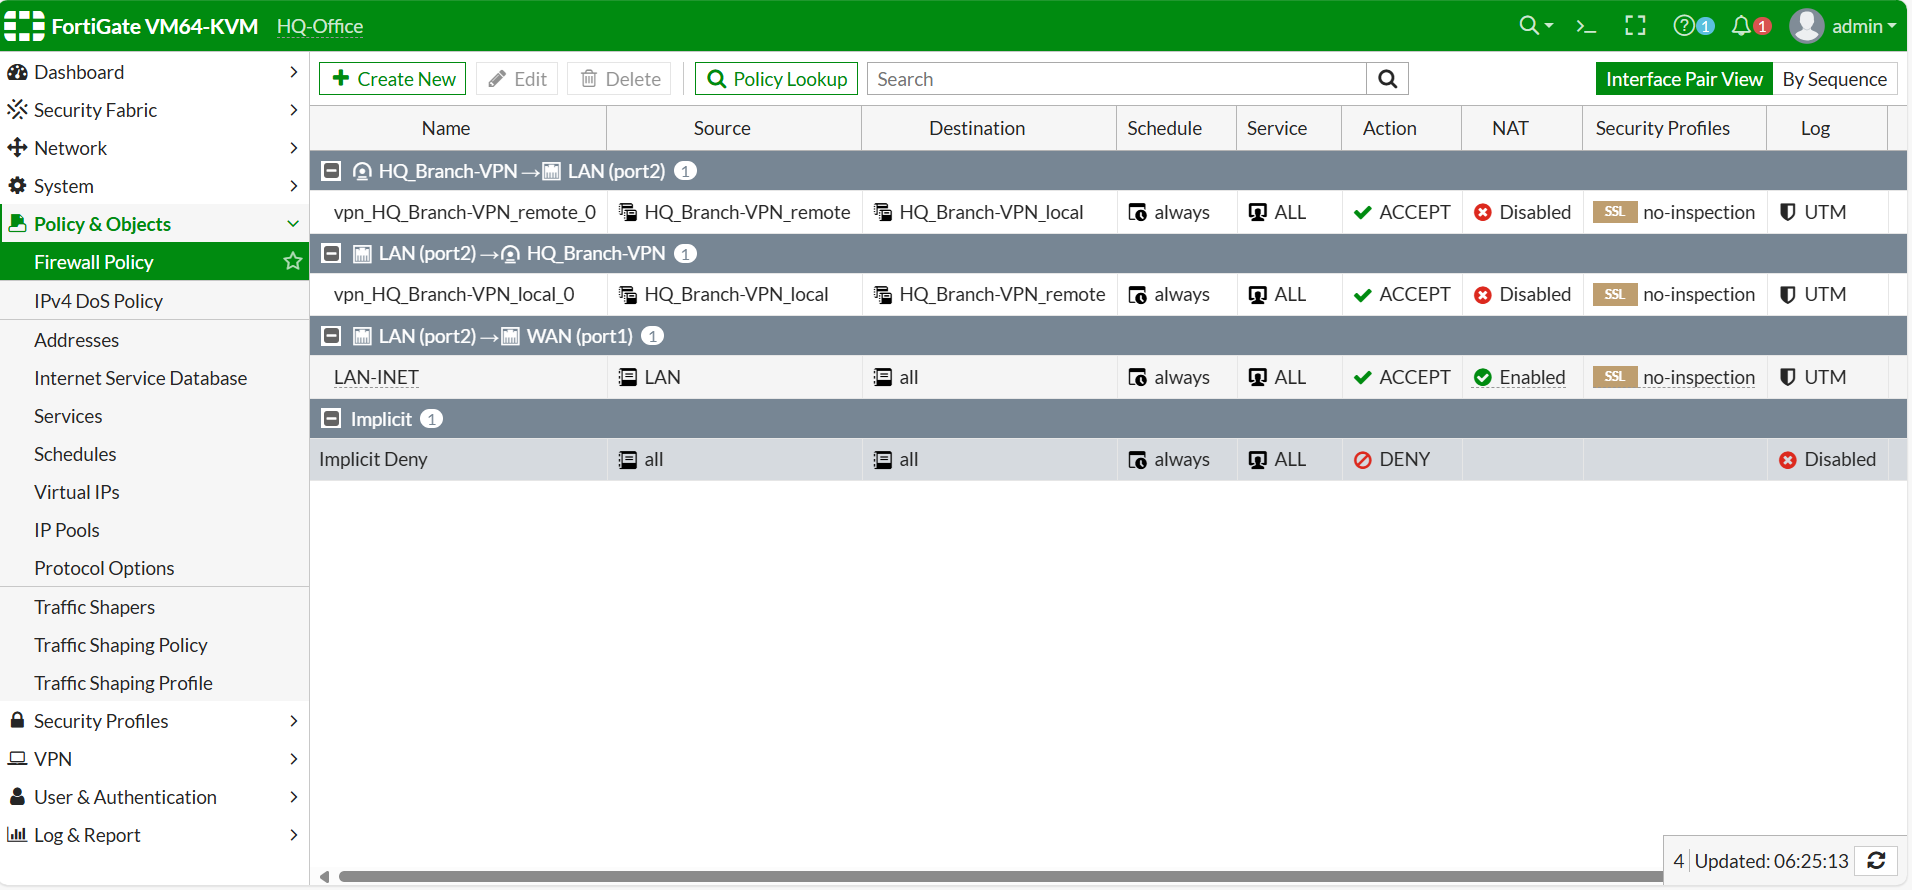 FortiGate VM64-KVM HQ-Office 1 1 admin
Dashboard
Security Fabric
Network
System
Policy & Objects
Firewall Policy
IPv4 DoS Policy
Addresses
Internet Service Database
Services
Schedules
Virtual IPs
IP Pools
Protocol Options
Traffic Shapers
Traffic Shaping Policy
Traffic Shaping Profile
Security Profiles
VPN
User & Authentication
Log & Report
Create New Edit Delete Policy Lookup Search Interface Pair View By Sequence
Name Source Destination Schedule Service Action NAT Security Profiles Log
HQ_Branch-VPN → LAN (port2) 1
vpn_HQ_Branch-VPN_remote_0 HQ_Branch-VPN_remote HQ_Branch-VPN_local always ALL ACCEPT Disabled SSL no-inspection UTM
LAN (port2) → HQ_Branch-VPN 1
vpn_HQ_Branch-VPN_local_0 HQ_Branch-VPN_local HQ_Branch-VPN_remote always ALL ACCEPT Disabled SSL no-inspection UTM
LAN (port2) → WAN (port1) 1
LAN-INET LAN all always ALL ACCEPT Enabled SSL no-inspection UTM
Implicit 1
Implicit Deny all all always ALL DENY Disabled
4 Updated: 06:25:13